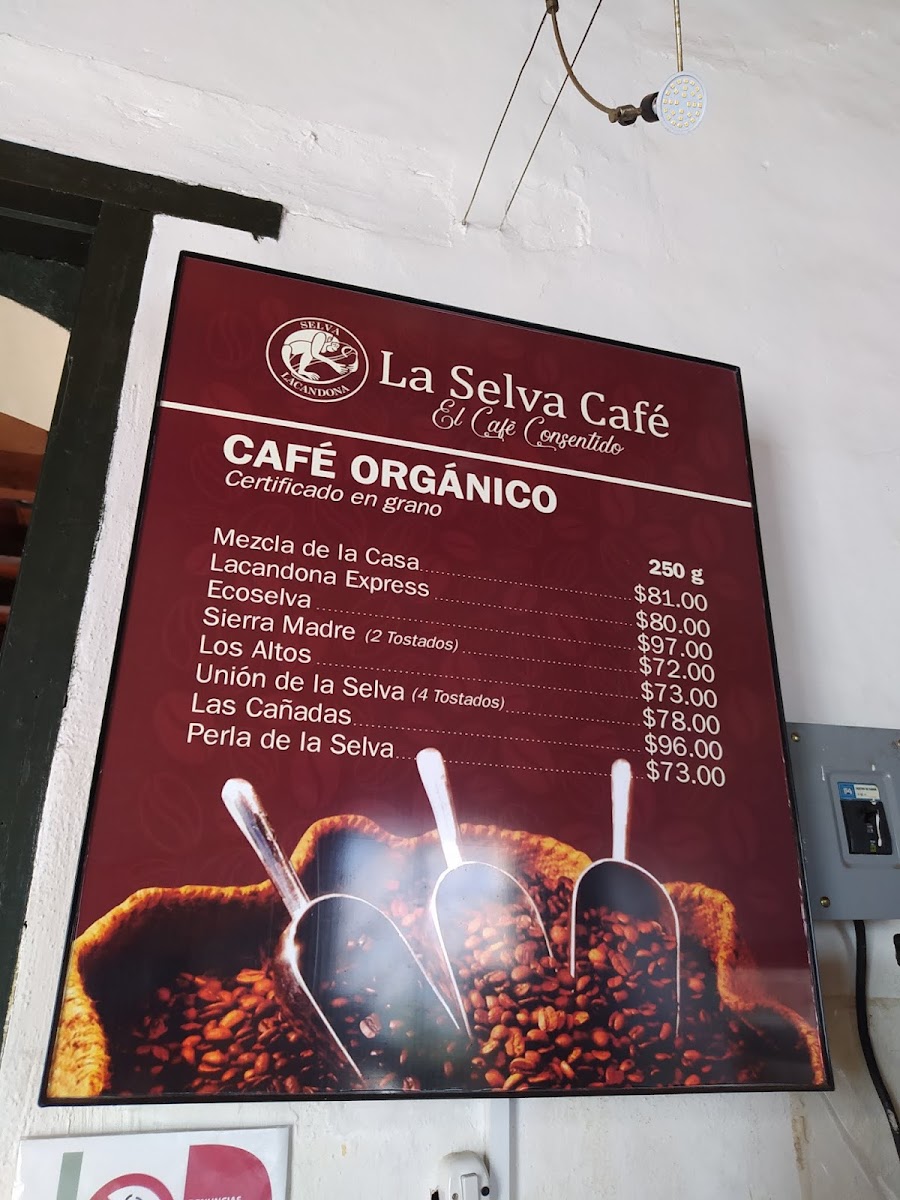 SELVA
LACANDONA
La Selva Café
El Café Consentido
CAFÉ ORGÁNICO
Certificado en grano
250 g
Mezcla de la Casa $81.00
Lacandona Express $80.00
Ecoselva $97.00
Sierra Madre (2 Tostados) $72.00
Los Altos $73.00
Unión de la Selva (4 Tostados) $78.00
Las Cañadas $96.00
Perla de la Selva $73.00